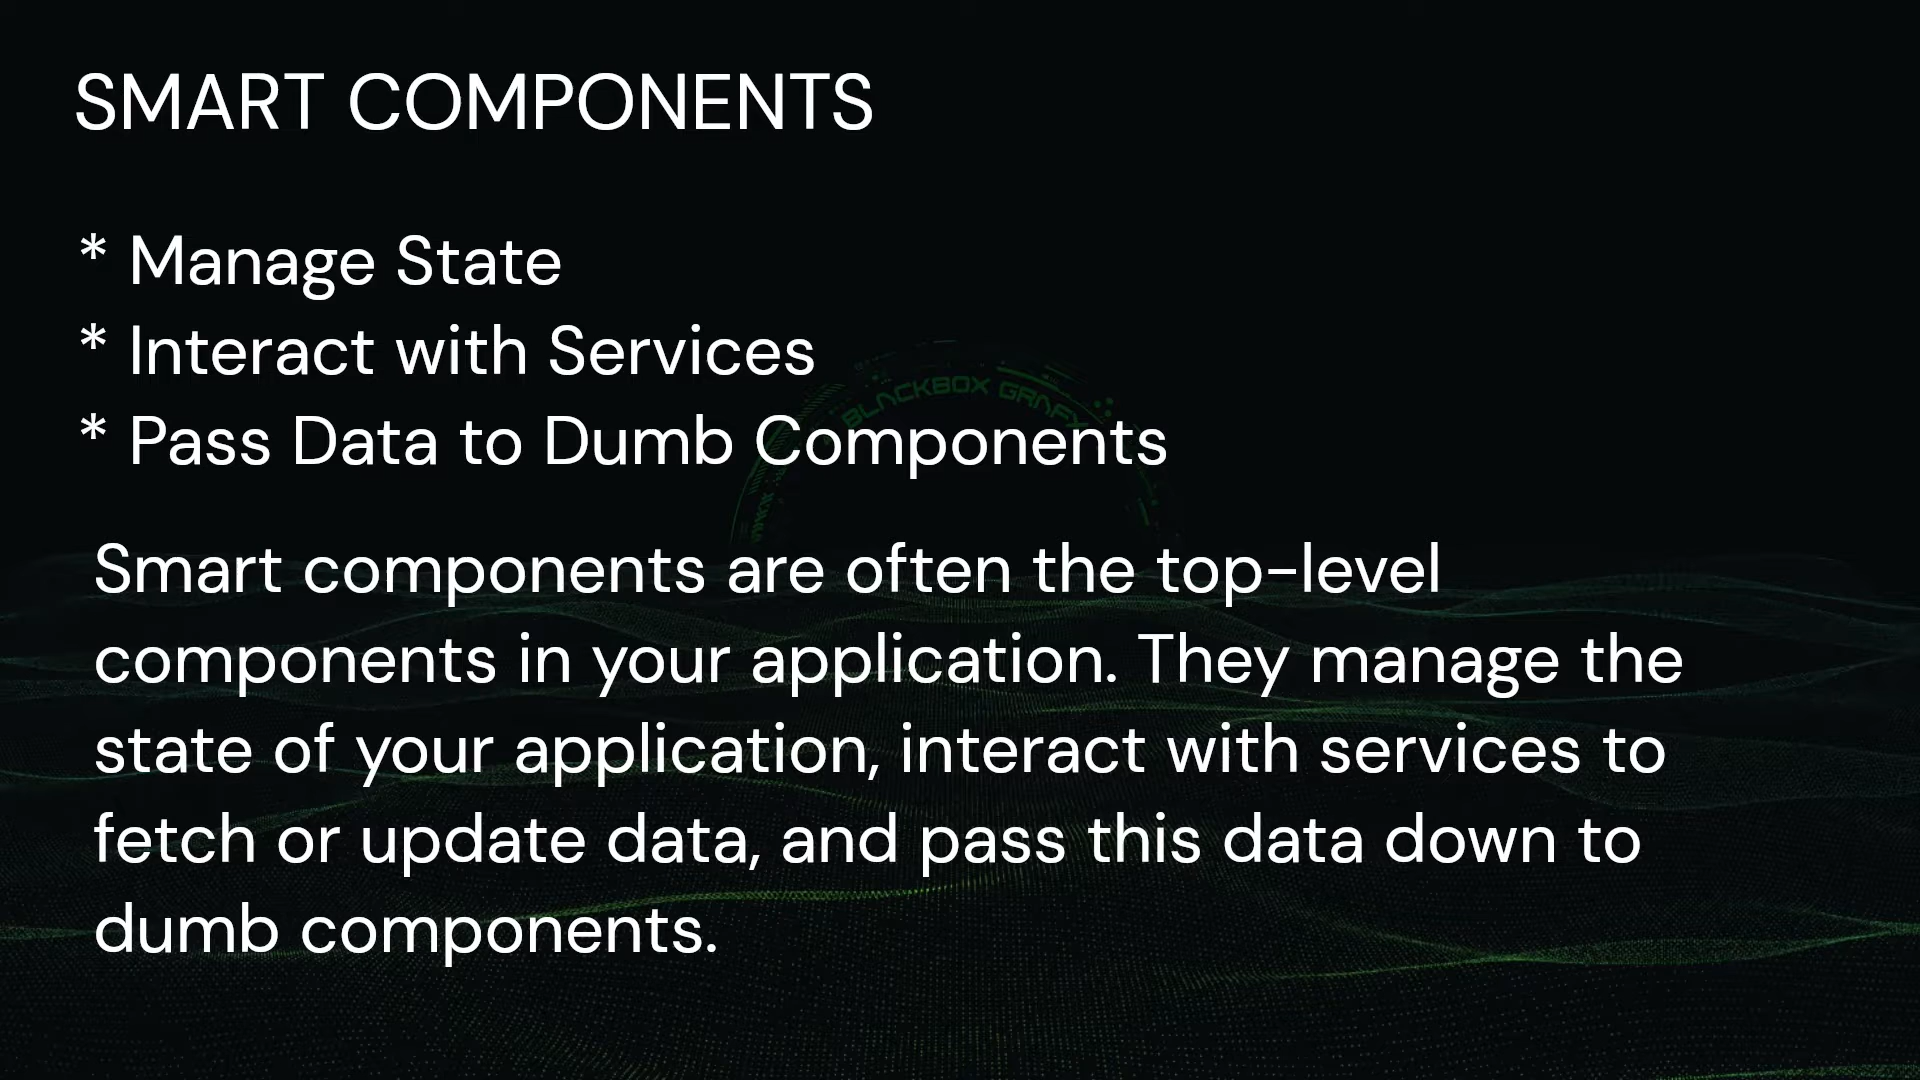 SMART COMPONENTS
* Manage State
* Interact with Services
* Pass Data to Dumb Components
BLACKBOX GRAFX
Smart components are often the top-level
components in your application. They manage the
state of your application, interact with services to
fetch or update data, and pass this data down to
dumb components.